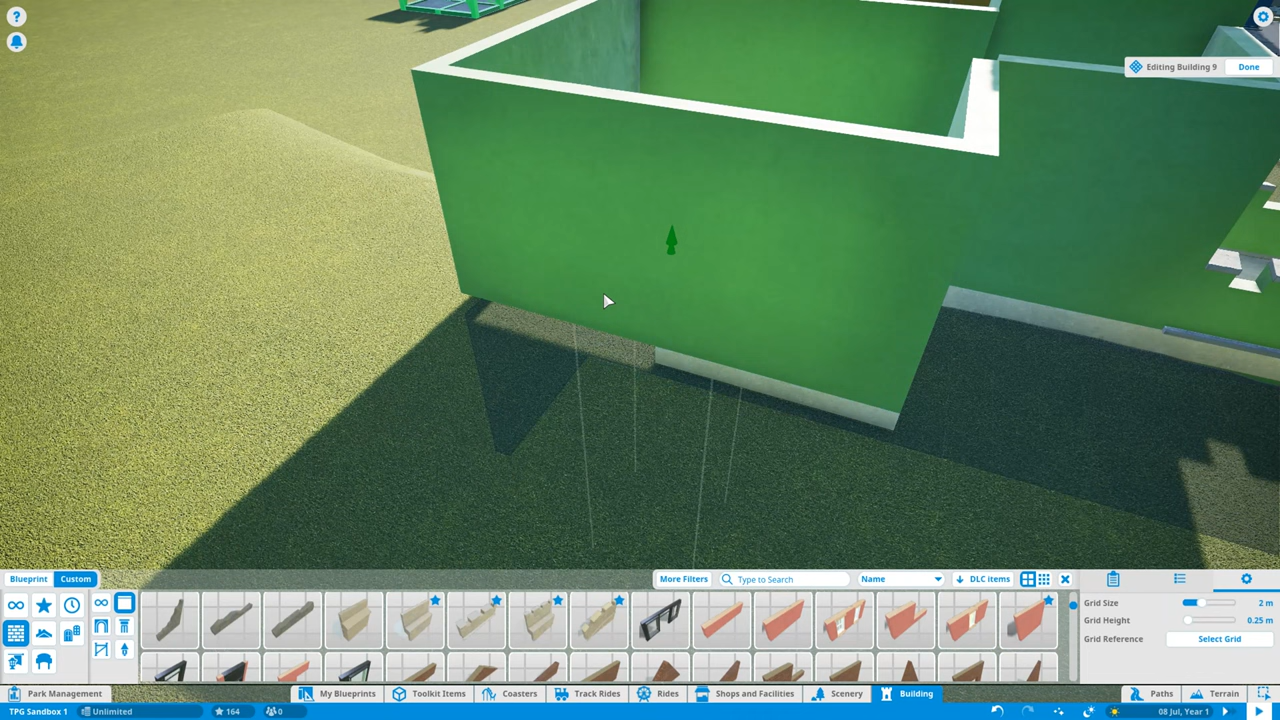 Editing Building 9 Done
Blueprint Custom
More Filters Type to Search Name DLC items
Grid Size 2 m
Grid Height 0.25 m
Grid Reference Select Grid
Park Management My Blueprints Toolkit Items Coasters Track Rides Rides Shops and Facilities Scenery Building Paths Terrain
TPG Sandbox 1 Unlimited 164 0 08 Jul, Year 1